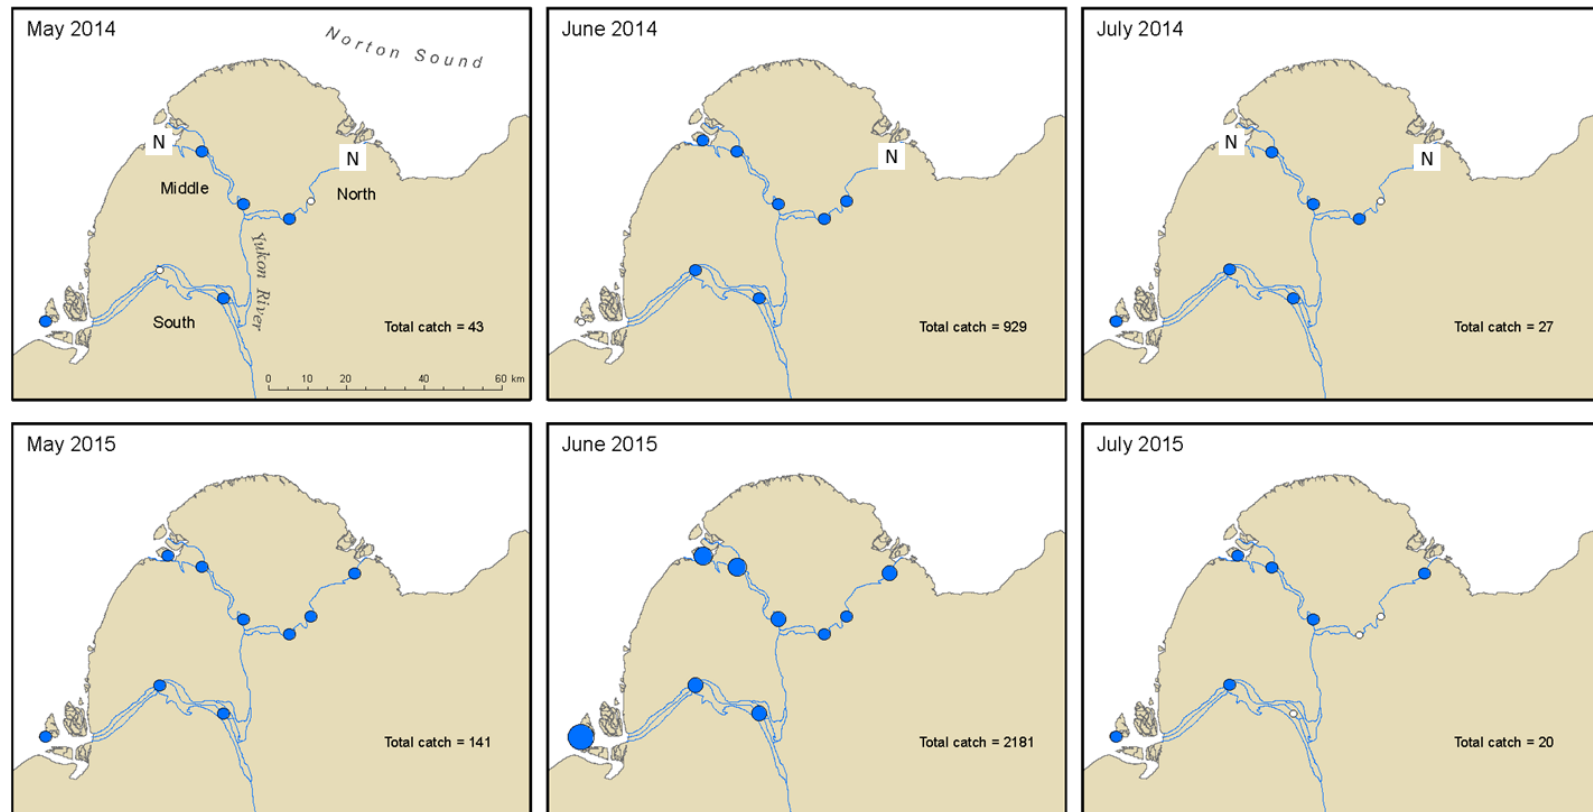 May 2014
Norton Sound
N
N
Middle
North
Yukon River
South
Total catch = 43
0 10 20 40 60 km
June 2014
N
Total catch = 929
July 2014
N
N
Total catch = 27
May 2015
Total catch = 141
June 2015
Total catch = 2181
July 2015
Total catch = 20